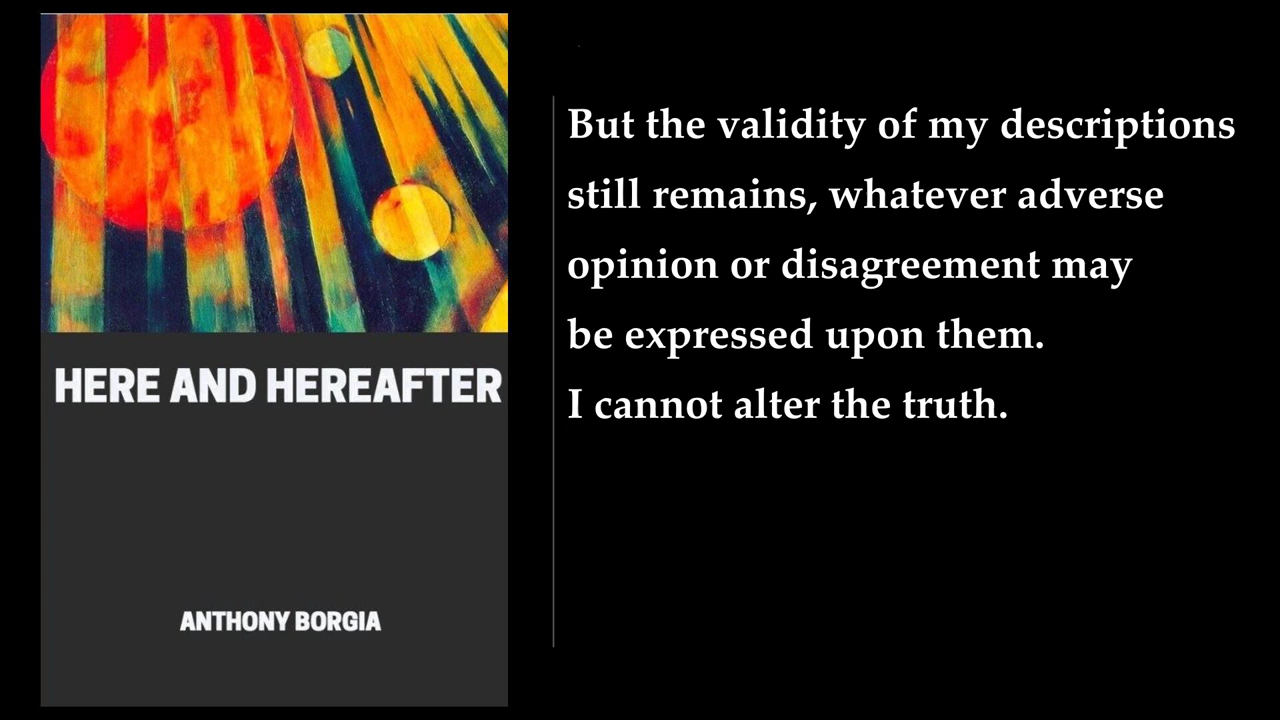 HERE AND HEREAFTER
ANTHONY BORGIA
But the validity of my descriptions
still remains, whatever adverse
opinion or disagreement may
be expressed upon them.
I cannot alter the truth.